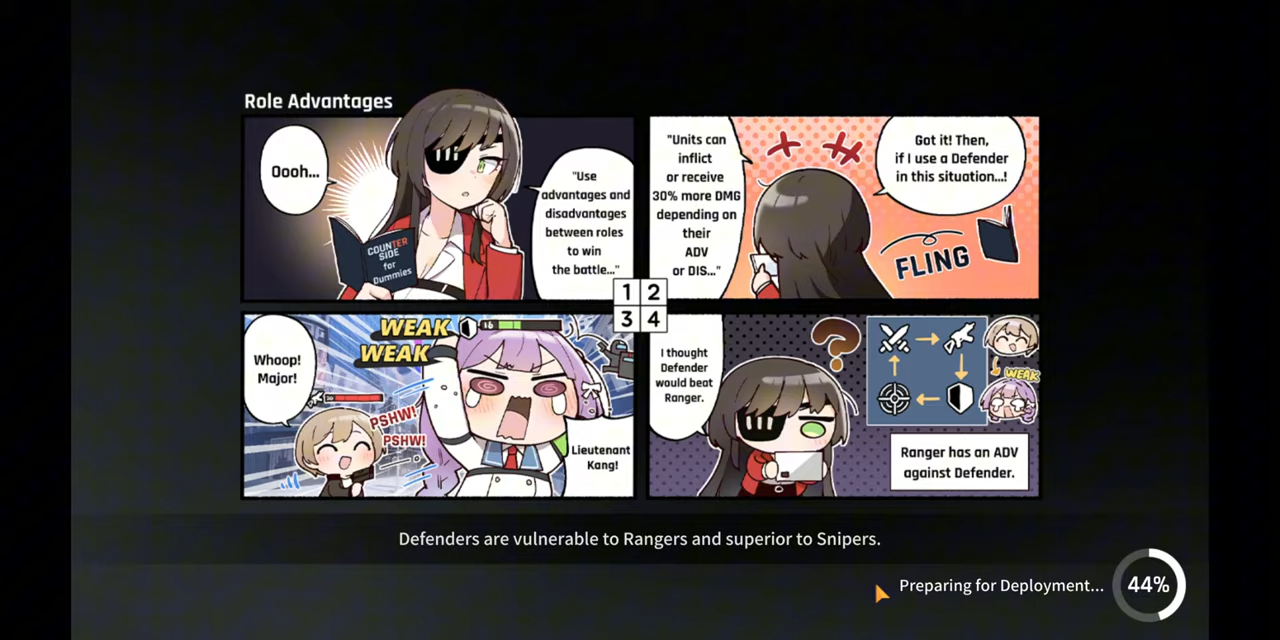 Role Advantages
Oooh...
COUNTER
SIDE
for
Dummies
"Use
advantages and
disadvantages
between roles
to win
the battle..."
"Units can
inflict
or receive
30% more DMG
depending on
their
ADV
or DIS..."
Got it! Then,
if I use a Defender
in this situation...!
FLING
1 2
3 4
Whoop!
Major!
WEAK
WEAK
PSHW!
PSHW!
Lieutenant
Kang!
I thought
Defender
would beat
Ranger.
WEAK
Ranger has an ADV
against Defender.
Defenders are vulnerable to Rangers and superior to Snipers.
Preparing for Deployment...
44%